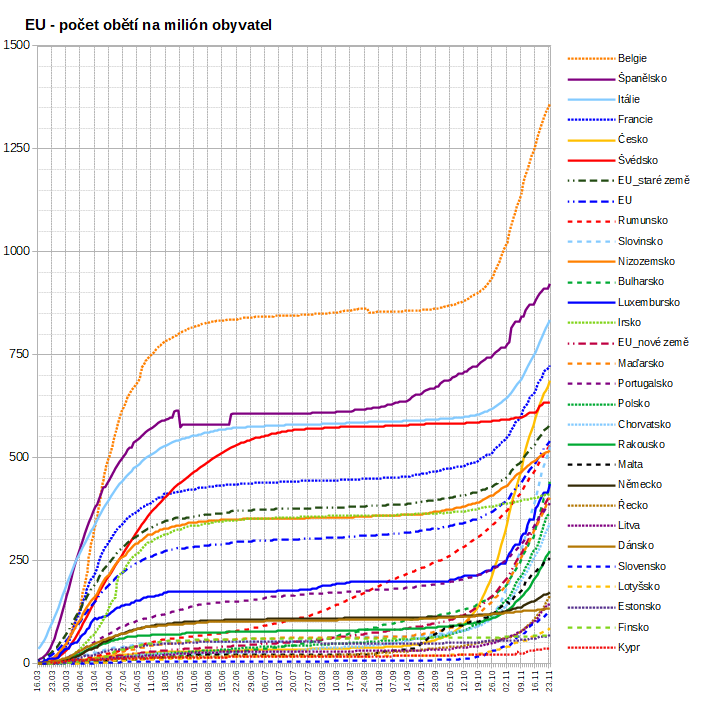 EU - počet obětí na milión obyvatel
1500
1250
1000
750
500
250
0
16.03 23.03 30.03 06.04 13.04 20.04 27.04 04.05 11.05 18.05 25.05 01.06 08.06 15.06 22.06 29.06 06.07 13.07 20.07 27.07 03.08 10.08 17.08 24.08 31.08 07.09 14.09 21.09 28.09 05.10 12.10 19.10 26.10 02.11 09.11 16.11 23.11
Belgie
Španělsko
Itálie
Francie
Česko
Švédsko
EU_staré země
EU
Rumunsko
Slovinsko
Nizozemsko
Bulharsko
Luxembursko
Irsko
EU_nové země
Maďarsko
Portugalsko
Polsko
Chorvatsko
Rakousko
Malta
Německo
Řecko
Litva
Dánsko
Slovensko
Lotyšsko
Estonsko
Finsko
Kypr